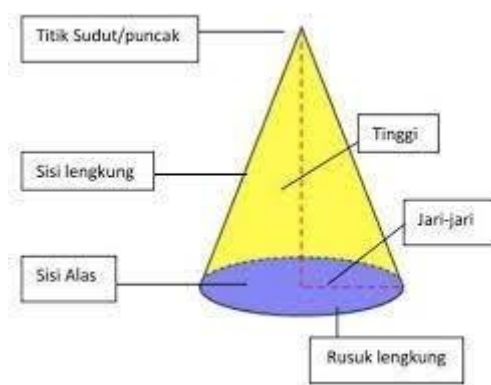 Titik Sudut/puncak
Tinggi
Sisi lengkung
Jari-jari
Sisi Alas
Rusuk lengkung